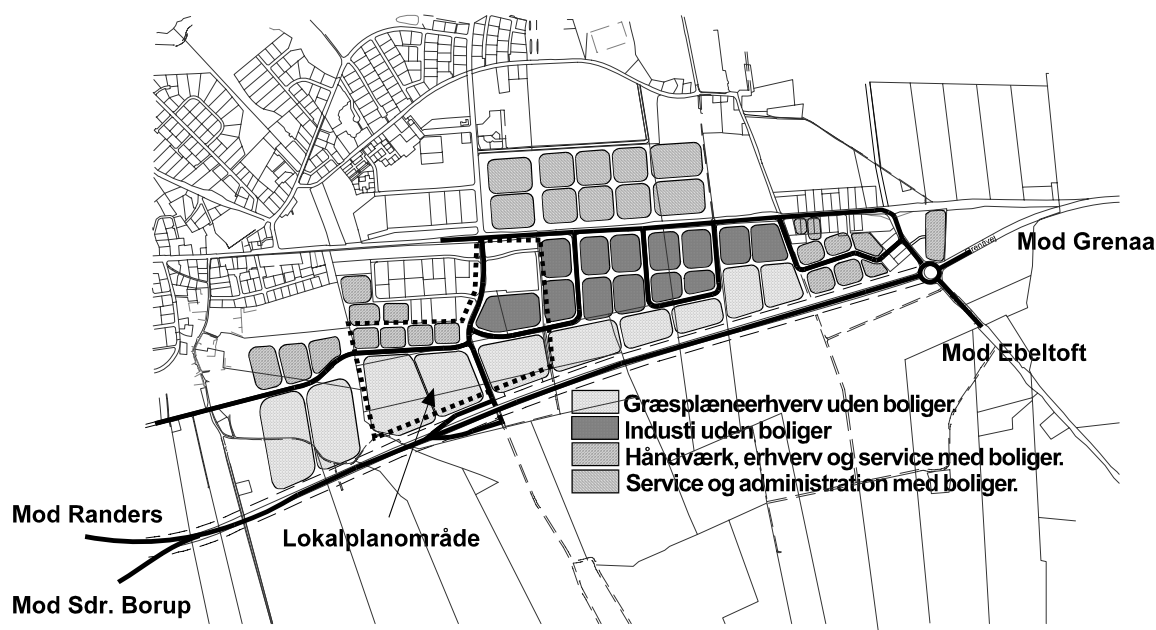 Mod Grenaa
Grenåvej
Mod Ebeltoft
Græsplæneerhverv uden boliger.
Industi uden boliger
Håndværk, erhverv og service med boliger.
Service og administration med boliger.
Mod Randers
Lokalplanområde
Mod Sdr. Borup